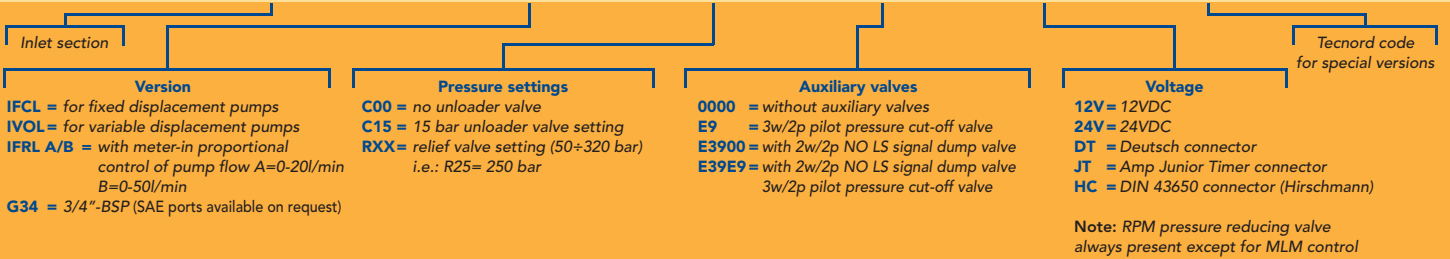 Inlet section
Tecnord code
for special versions
Version
IFCL = for fixed displacement pumps
IVOL= for variable displacement pumps
IFRL A/B = with meter-in proportional
control of pump flow A=0-20l/min
B=0-50l/min
G34 = 3/4"-BSP (SAE ports available on request)
Pressure settings
C00 = no unloader valve
C15 = 15 bar unloader valve setting
RXX= relief valve setting (50÷320 bar)
i.e.: R25= 250 bar
Auxiliary valves
0000 = without auxiliary valves
E9 = 3w/2p pilot pressure cut-off valve
E3900 = with 2w/2p NO LS signal dump valve
E39E9 = with 2w/2p NO LS signal dump valve
3w/2p pilot pressure cut-off valve
Voltage
12V = 12VDC
24V = 24VDC
DT = Deutsch connector
JT = Amp Junior Timer connector
HC = DIN 43650 connector (Hirschmann)
Note: RPM pressure reducing valve
always present except for MLM control